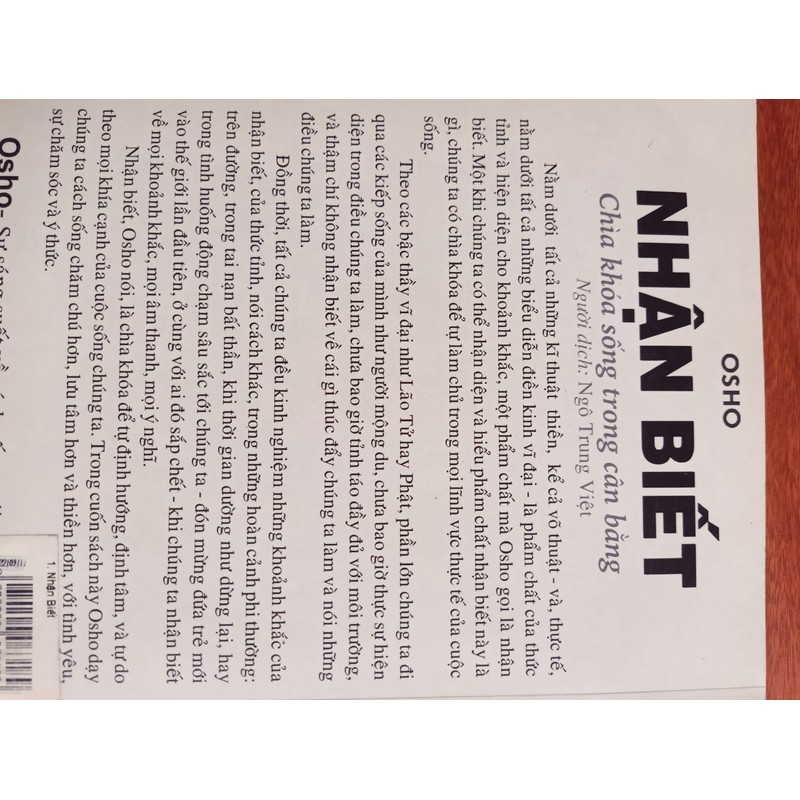 OSHO
NHẬN BIẾT
Chìa khóa sống trong cân bằng
Người dịch: Ngô Trung Việt
Nằm dưới tất cả những kĩ thuật thiền, kể cả võ thuật - và, thực tế,
nằm dưới tất cả những biểu diễn điền kinh vĩ đại - là phẩm chất của thức
tỉnh và hiện diện cho khoảnh khắc, một phẩm chất mà Osho gọi là nhận
biết. Một khi chúng ta có thể nhận diện và hiểu phẩm chất nhận biết này là
gì, chúng ta có chìa khóa để tự làm chủ trong mọi lĩnh vực thực tế của cuộc
sống.
Theo các bậc thầy vĩ đại như Lão Tử hay Phật, phần lớn chúng ta đi
qua các kiếp sống của mình như người mộng du, chưa bao giờ thực sự hiện
diện trong điều chúng ta làm, chưa bao giờ tỉnh táo đầy đủ với môi trường,
và thậm chí không nhận biết về cái gì thúc đẩy chúng ta làm và nói những
điều chúng ta làm.
Đồng thời, tất cả chúng ta đều kinh nghiệm những khoảnh khắc của
nhận biết, của thức tỉnh, nói cách khác, trong những hoàn cảnh phi thường:
trên đường, trong tai nạn bất thần, khi thời gian dường như dừng lại, hay
trong tình huống động chạm sâu sắc tới chúng ta - đón mừng đứa trẻ mới
vào thế giới lần đầu tiên, ở cùng với ai đó sắp chết - khi chúng ta nhận biết
về mọi khoảnh khắc, mọi âm thanh, mọi ý nghĩ.
Nhận biết, Osho nói, là chìa khóa để tự định hướng, định tâm, và tự do
theo mọi khía cạnh của cuộc sống chúng ta. Trong cuốn sách này Osho dạy
chúng ta cách sống chăm chú hơn, lưu tâm hơn và thiền hơn, với tình yêu,
sự chăm sóc và ý thức.
Osho- Sự sáng suốt
1. Nhận Biết